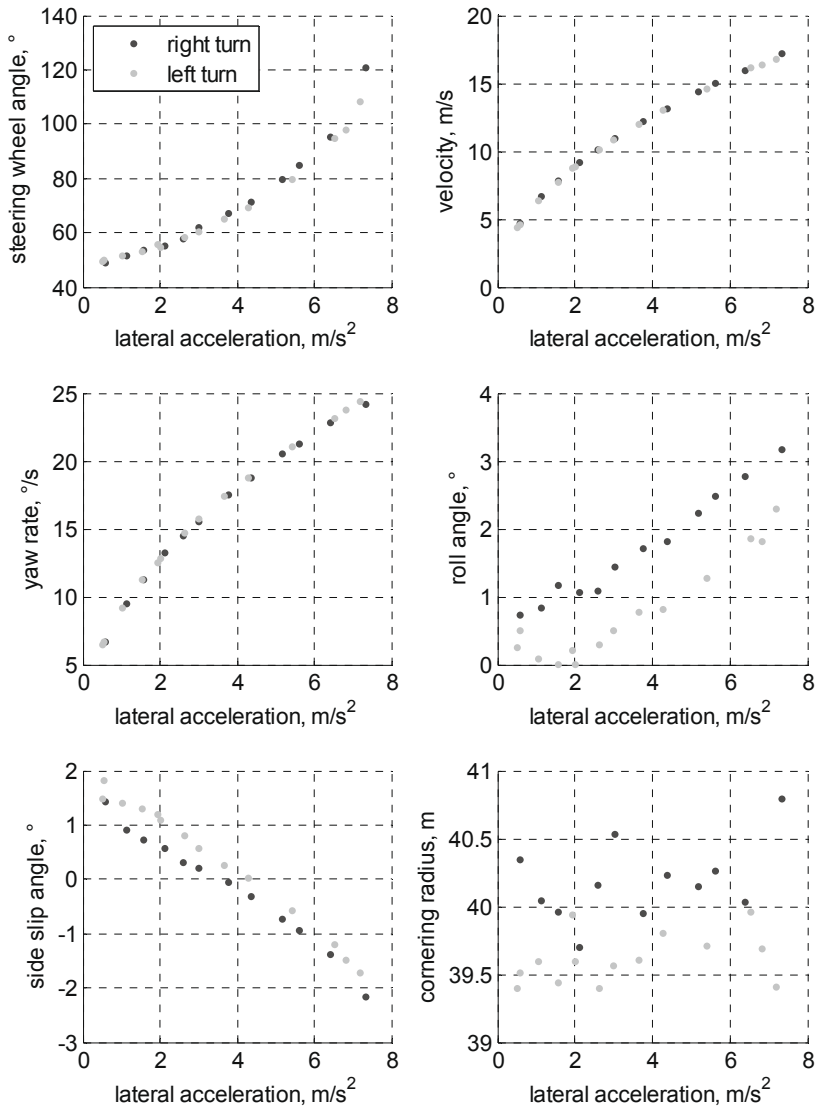 140
120
100
80
60
40
steering wheel angle, °
right turn
left turn
0 2 4 6 8
lateral acceleration, m/s²
20
15
10
5
0
velocity, m/s
0 2 4 6 8
lateral acceleration, m/s²
25
20
15
10
5
yaw rate, °/s
0 2 4 6 8
lateral acceleration, m/s²
4
3
2
1
0
roll angle, °
0 2 4 6 8
lateral acceleration, m/s²
2
1
0
-1
-2
-3
side slip angle, °
0 2 4 6 8
lateral acceleration, m/s²
41
40.5
40
39.5
39
cornering radius, m
0 2 4 6 8
lateral acceleration, m/s²